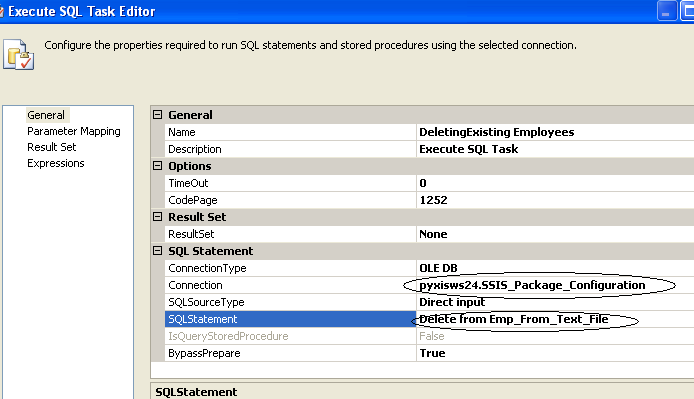 Execute SQL Task Editor
Configure the properties required to run SQL statements and stored procedures using the selected connection.
General
Parameter Mapping
Result Set
Expressions
General
Name DeletingExisting Employees
Description Execute SQL Task
Options
TimeOut 0
CodePage 1252
Result Set
ResultSet None
SQL Statement
ConnectionType OLE DB
Connection pyxisws24.SSIS_Package_Configuration
SQLSourceType Direct input
SQLStatement Delete from Emp_From_Text_File
IsQueryStoredProcedure False
BypassPrepare True
SQLStatement